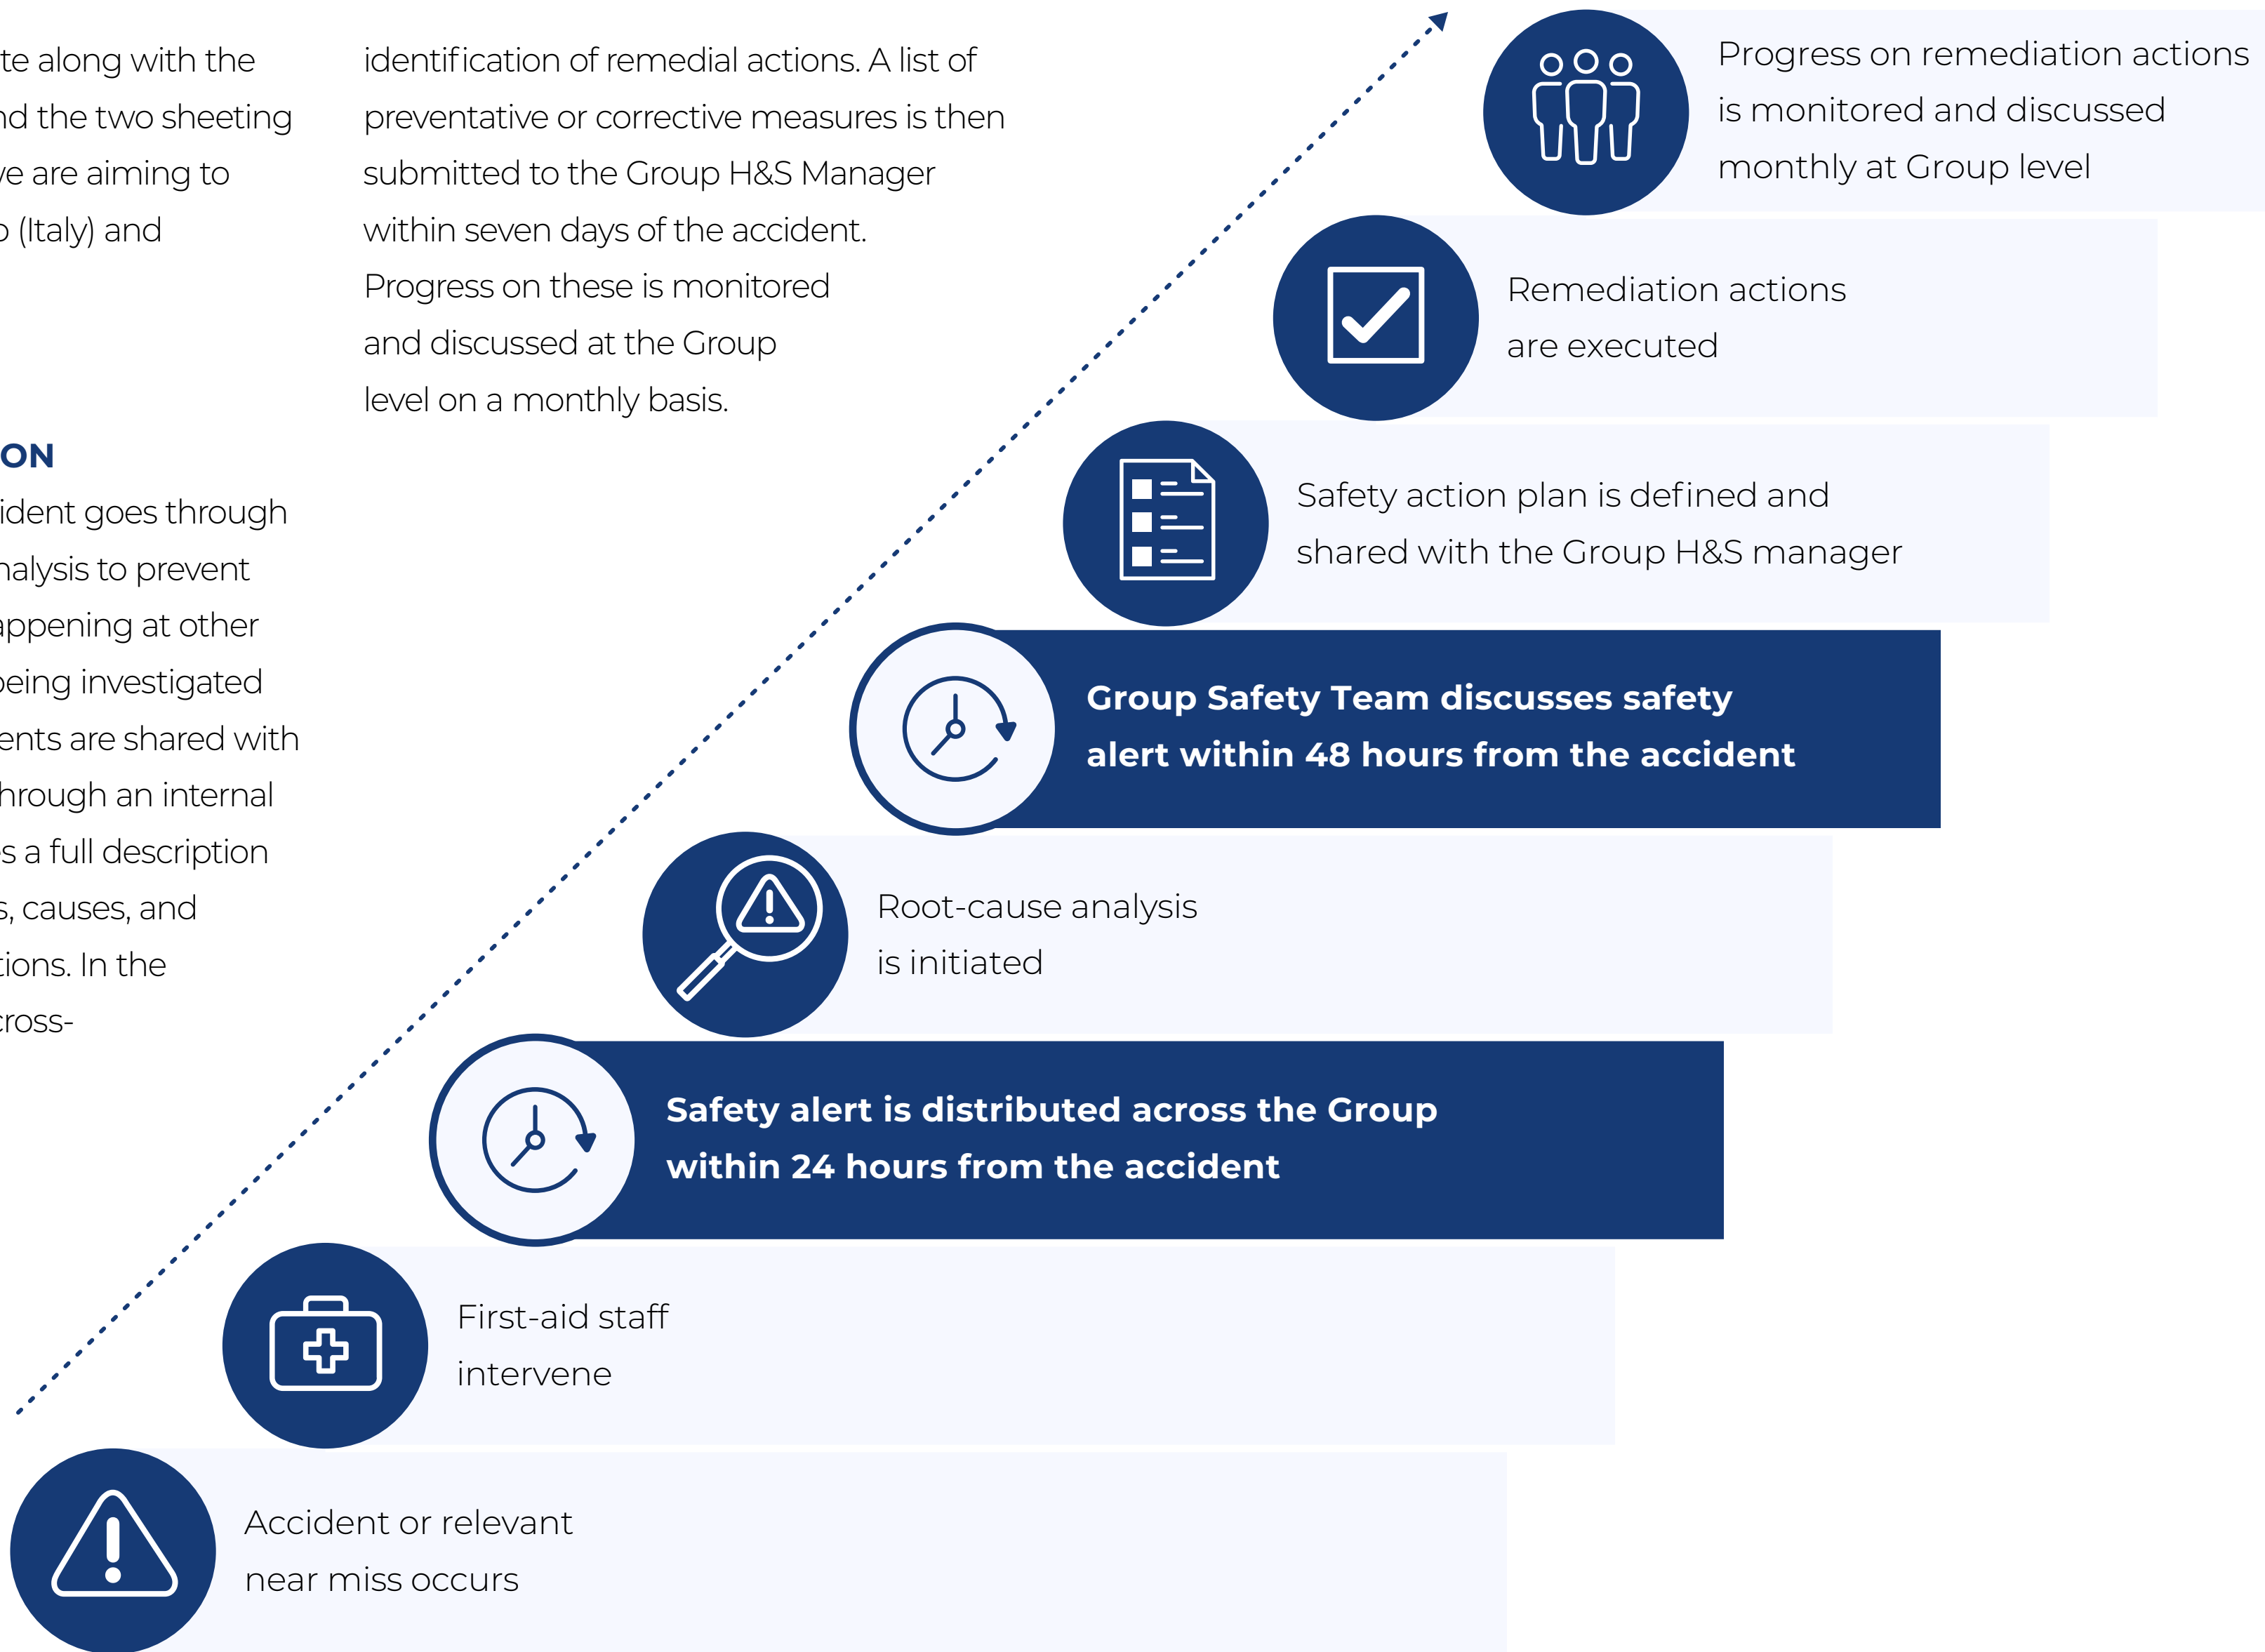 te along with the
nd the two sheeting
we are aiming to
o (Italy) and
ON
ident goes through
nalysis to prevent
appening at other
being investigated
ents are shared with
through an internal
es a full description
s, causes, and
tions. In the
cross-
identification of remedial actions. A list of
preventative or corrective measures is then
submitted to the Group H&S Manager
within seven days of the accident.
Progress on these is monitored
and discussed at the Group
level on a monthly basis.
Progress on remediation actions
is monitored and discussed
monthly at Group level
Remediation actions
are executed
Safety action plan is defined and
shared with the Group H&S manager
Group Safety Team discusses safety
alert within 48 hours from the accident
Root-cause analysis
is initiated
Safety alert is distributed across the Group
within 24 hours from the accident
First-aid staff
intervene
Accident or relevant
near miss occurs